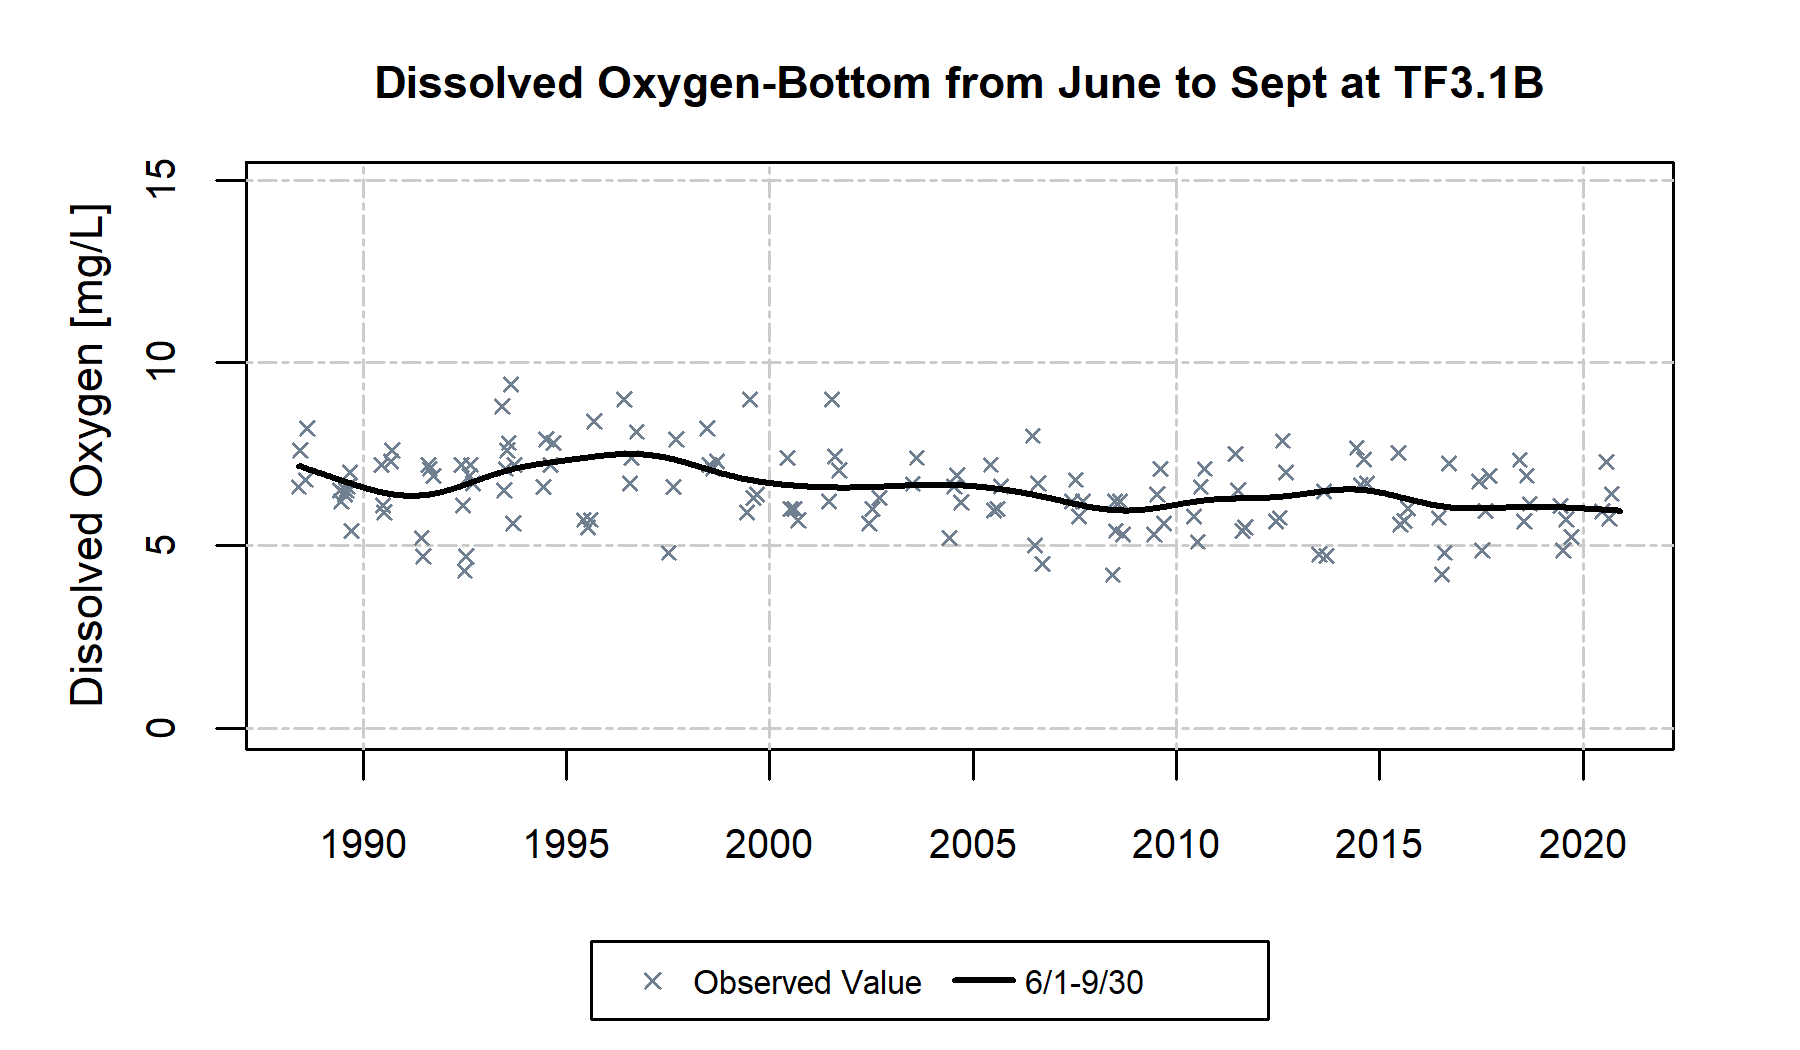 Dissolved Oxygen-Bottom from June to Sept at TF3.1B
Dissolved Oxygen [mg/L]
15
10
5
0
1990 1995 2000 2005 2010 2015 2020
Observed Value 6/1-9/30